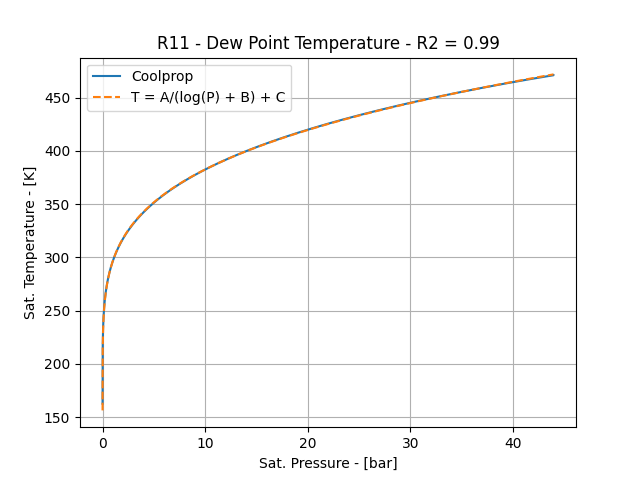 R11 - Dew Point Temperature - R2 = 0.99
Coolprop
T = A/(log(P) + B) + C
Sat. Temperature - [K]
450
400
350
300
250
200
150
0
10
20
30
40
Sat. Pressure - [bar]